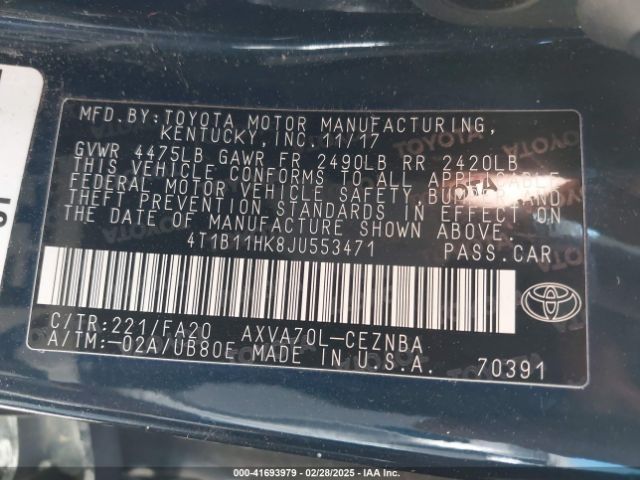 MFD.BY:TOYOTA MOTOR MANUFACTURING,
KENTUCKY, INC. 11/17
GVWR 4475LB GAWR FR 2490LB RR 2420LB
THIS VEHICLE CONFORMS TO ALL APPLICABLE
FEDERAL MOTOR VEHICLE SAFETY, BUMPER, AND
THEFT PREVENTION STANDARDS IN EFFECT ON
THE DATE OF MANUFACTURE SHOWN ABOVE.
4T1B11HK8JU553471 PASS.CAR
C/TR:221/FA20 AXVA70L-CEZNBA
A/TM:-02A/UB80E MADE IN U.S.A. 70391
TOYOTA
000-41693979 - 02/28/2025 - IAA Inc.